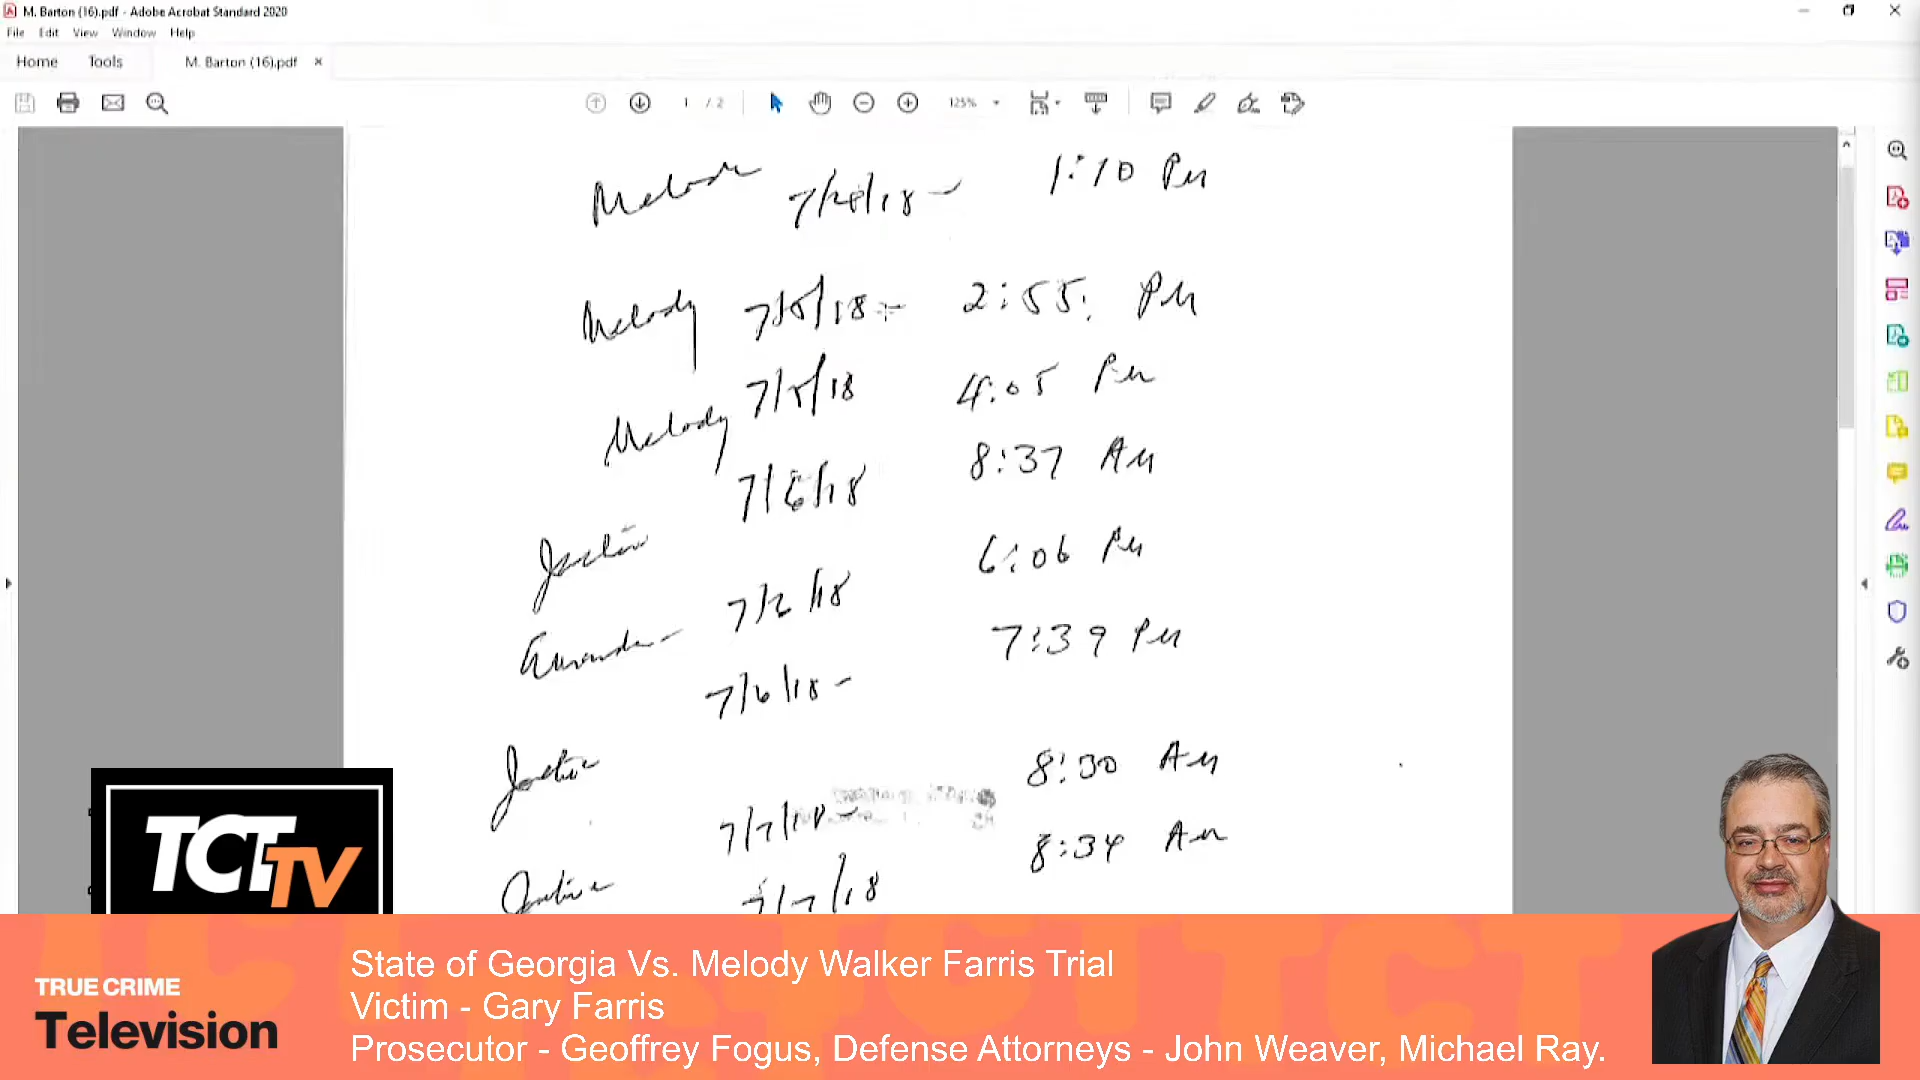 M. Barton (16).pdf - Adobe Acrobat Standard 2020
File Edit View Window Help
Home Tools M. Barton (16).pdf ×
1 / 2 125%
Melody 7/28/18 - 1:10 PM
Melody 7/5/18 - 2:55 PM
7/5/18 4:05 PM
Melody
7/6/18 8:37 AM
Justin
7/2/18 6:06 PM
7/6/18 - 7:39 PM
Justin
7/7/18 - 8:30 AM
Justin 7/7/18 8:34 AM
TCT TV
TRUE CRIME
Television
State of Georgia Vs. Melody Walker Farris Trial
Victim - Gary Farris
Prosecutor - Geoffrey Fogus, Defense Attorneys - John Weaver, Michael Ray.